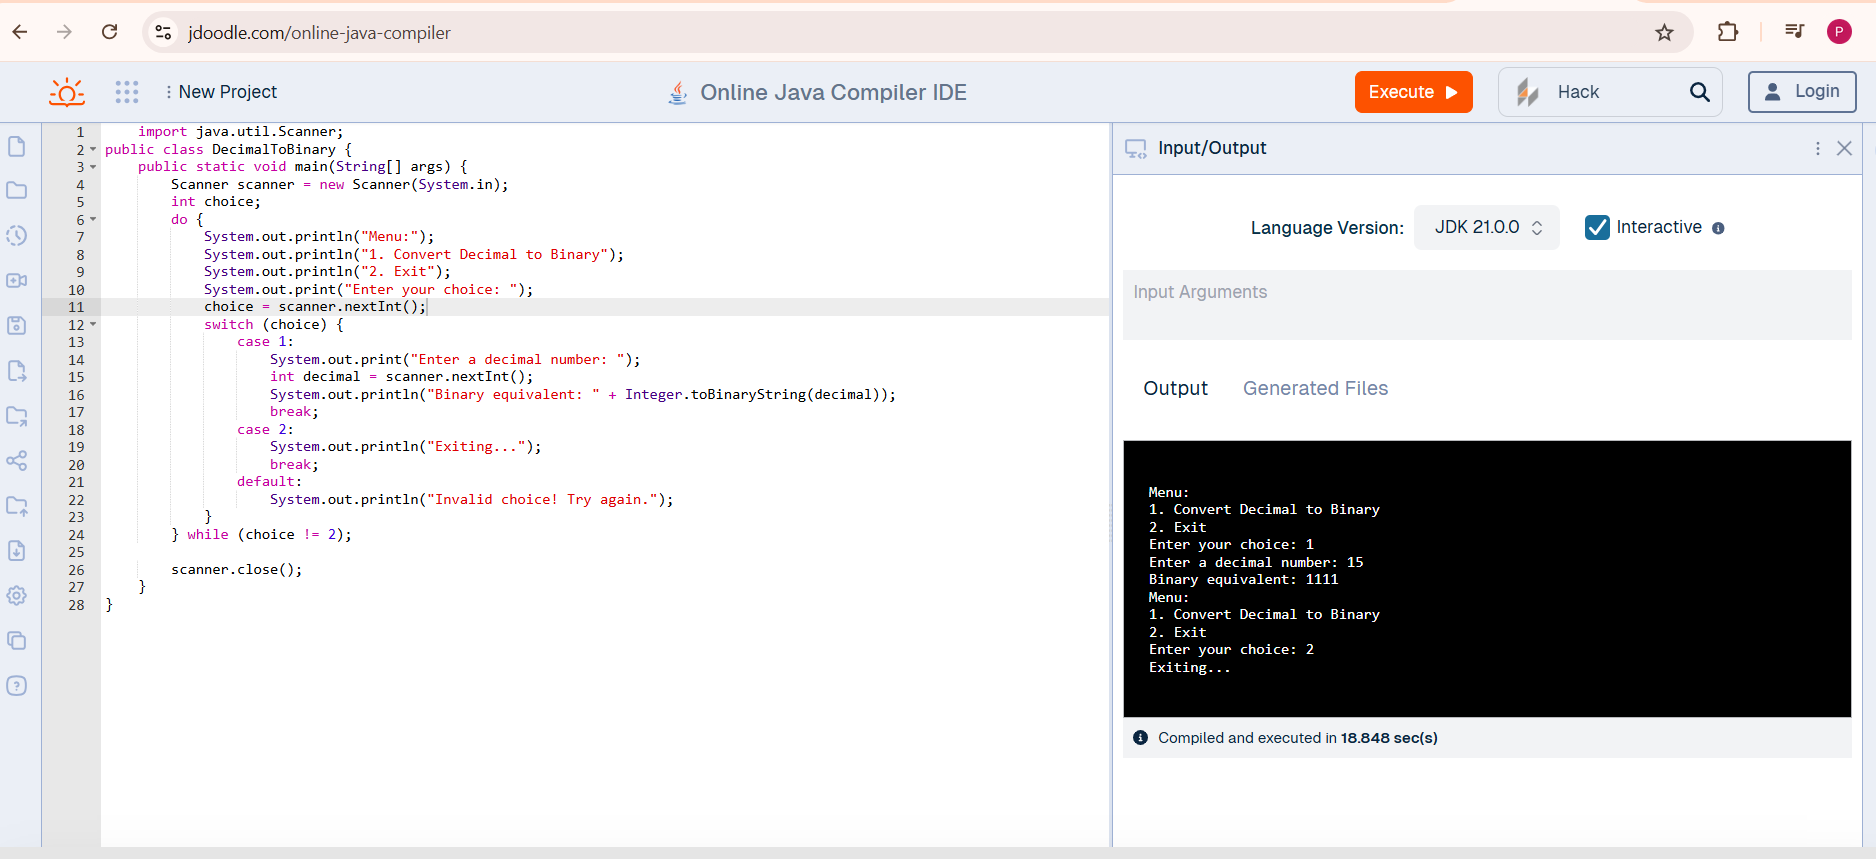 jdoodle.com/online-java-compiler
P
New Project
Online Java Compiler IDE
Execute
Hack
Login
1 import java.util.Scanner;
2 public class DecimalToBinary {
3 public static void main(String[] args) {
4 Scanner scanner = new Scanner(System.in);
5 int choice;
6 do {
7 System.out.println("Menu:");
8 System.out.println("1. Convert Decimal to Binary");
9 System.out.println("2. Exit");
10 System.out.print("Enter your choice: ");
11 choice = scanner.nextInt();
12 switch (choice) {
13 case 1:
14 System.out.print("Enter a decimal number: ");
15 int decimal = scanner.nextInt();
16 System.out.println("Binary equivalent: " + Integer.toBinaryString(decimal));
17 break;
18 case 2:
19 System.out.println("Exiting...");
20 break;
21 default:
22 System.out.println("Invalid choice! Try again.");
23 }
24 } while (choice != 2);
25
26 scanner.close();
27 }
28 }
Input/Output
Language Version: JDK 21.0.0 Interactive
Input Arguments
Output Generated Files
Menu:
1. Convert Decimal to Binary
2. Exit
Enter your choice: 1
Enter a decimal number: 15
Binary equivalent: 1111
Menu:
1. Convert Decimal to Binary
2. Exit
Enter your choice: 2
Exiting...
Compiled and executed in 18.848 sec(s)